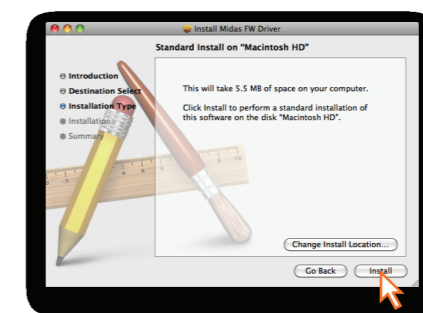 Install Midas FW Driver
Standard Install on "Macintosh HD"
Introduction
Destination Select
Installation Type
Installation
Summary
This will take 5.5 MB of space on your computer.
Click Install to perform a standard installation of
this software on the disk "Macintosh HD".
Change Install Location...
Go Back
Install